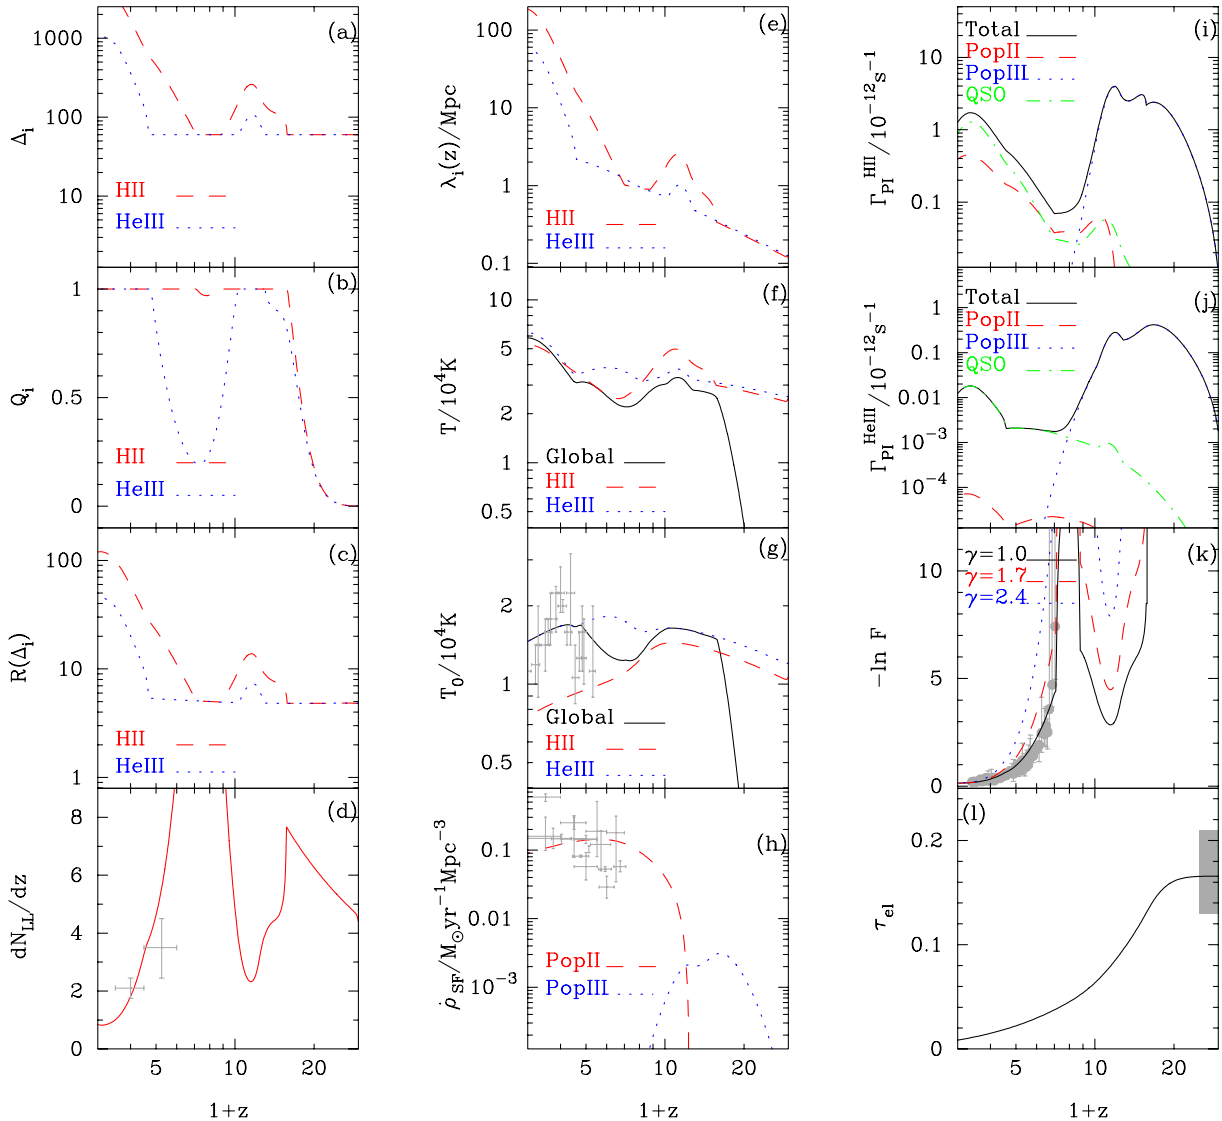 (a)
1000
100
10
Δi
HII
HeIII
(b)
1
0.5
0
Qi
HII
HeIII
(c)
100
10
1
R(Δi)
HII
HeIII
(d)
8
6
4
2
0
dNLL/dz
5 10 20
1+z
(e)
100
10
1
0.1
λi(z)/Mpc
HII
HeIII
(f)
10
5
2
1
0.5
T/10^4K
Global
HII
HeIII
(g)
2
1
0.5
T0/10^4K
Global
HII
HeIII
(h)
0.1
0.01
10^-3
ρ̇SF/M⊙yr^-1Mpc^-3
PopII
PopIII
5 10 20
1+z
(i)
Total
PopII
PopIII
QSO
10
1
0.1
ΓPI^HII/10^-12s^-1
(j)
Total
PopII
PopIII
QSO
1
0.1
0.01
10^-3
10^-4
ΓPI^HeIII/10^-12s^-1
(k)
γ=1.0
γ=1.7
γ=2.4
10
5
0
-ln F
(l)
0.2
0.1
0
τel
5 10 20
1+z